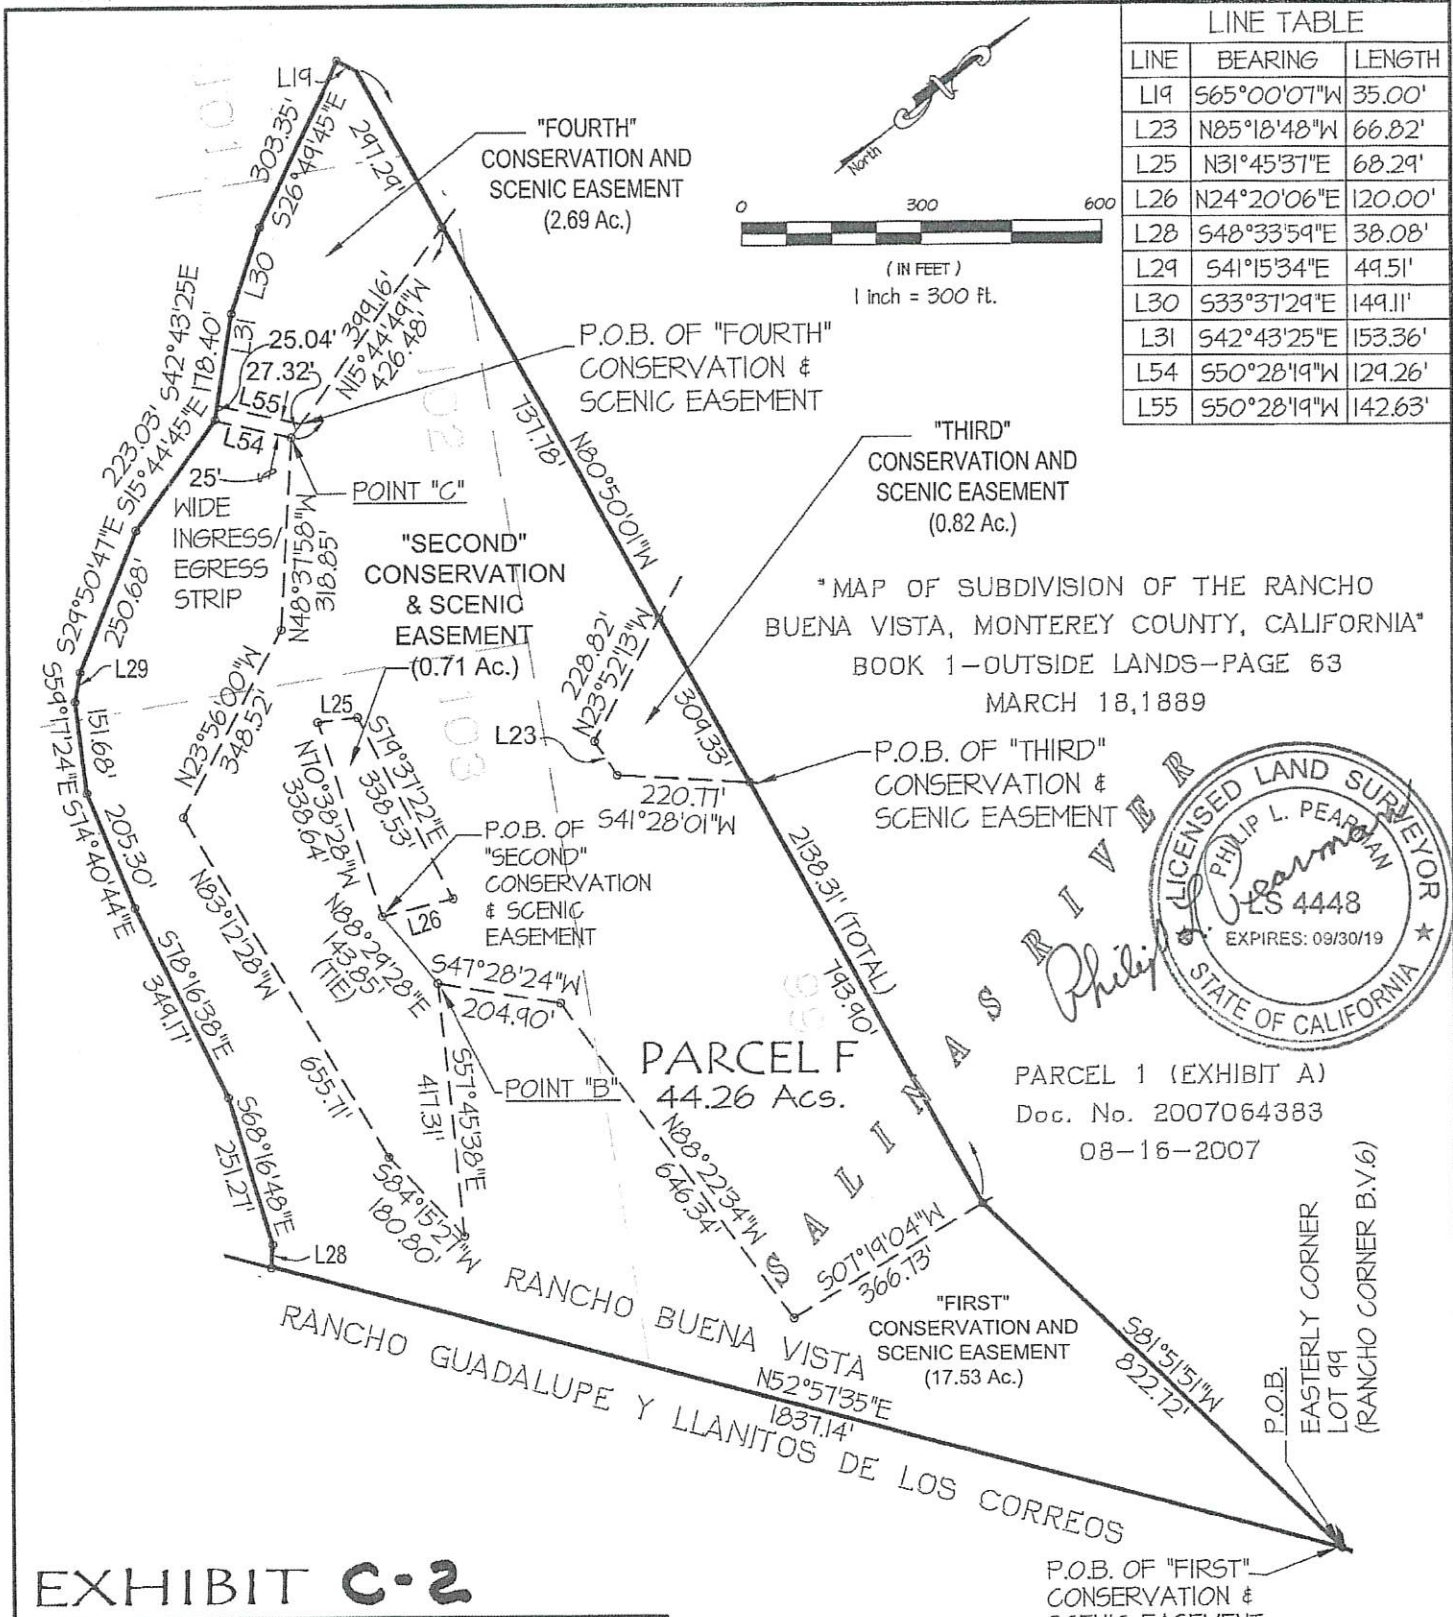 LINE TABLE
LINE BEARING LENGTH
L19 S65°00'07"W 35.00'
L23 N85°18'48"W 66.82'
L25 N31°45'37"E 68.29'
L26 N24°20'06"E 120.00'
L28 S48°33'59"E 38.08'
L29 S41°15'34"E 49.51'
L30 S33°37'29"E 149.11'
L31 S42°43'25"E 153.36'
L54 S50°28'19"W 129.26'
L55 S50°28'19"W 142.63'
North
0 300 600
( IN FEET )
1 inch = 300 ft.
L19
303.35'
S26°49'45"E
297.29'
"FOURTH"
CONSERVATION AND
SCENIC EASEMENT
(2.69 Ac.)
L30
L31
S42°43'25E
178.40'
25.04'
27.32'
399.16'
N15°44'49"W
426.48'
P.O.B. OF "FOURTH"
CONSERVATION &
SCENIC EASEMENT
L55
L54
223.03'
S15°44'45"E
25'
WIDE
INGRESS/
EGRESS
STRIP
POINT "C"
N48°37'58"W
318.85'
S29°50'47"E
250.68'
L29
"SECOND"
CONSERVATION
& SCENIC
EASEMENT
(0.71 Ac.)
731.78'
N80°50'01"W
"THIRD"
CONSERVATION AND
SCENIC EASEMENT
(0.82 Ac.)
"MAP OF SUBDIVISION OF THE RANCHO
BUENA VISTA, MONTEREY COUNTY, CALIFORNIA"
BOOK 1-OUTSIDE LANDS-PAGE 63
MARCH 18,1889
101
102
103
99
S59°17'24"E
151.68'
N23°56'00"W
348.52'
L25
S79°37'22"E
338.53'
N70°38'28"W
338.64'
L23
228.82'
N23°52'13"W
309.33'
220.77'
S41°28'01"W
P.O.B. OF "THIRD"
CONSERVATION &
SCENIC EASEMENT
205.30'
S74°40'44"E
P.O.B. OF
"SECOND"
CONSERVATION
& SCENIC
EASEMENT
L26
N88°29'28"E
143.85'
(TIE)
S47°28'24"W
204.90'
N83°12'28"W
655.71'
S78°16'38"E
349.17'
POINT "B"
S57°45'38"E
417.31'
PARCEL F
44.26 Acs.
2138.31' (TOTAL)
793.90'
SALINAS RIVER
LICENSED LAND SURVEYOR
PHILIP L. PEARMAN
LS 4448
EXPIRES: 09/30/19
STATE OF CALIFORNIA
Philip L. Pearman
PARCEL 1 (EXHIBIT A)
Doc. No. 2007064383
08-16-2007
S68°16'48"E
251.27'
L28
S84°15'27"W
180.80'
N88°22'34"W
646.34'
S07°19'04"W
366.73'
"FIRST"
CONSERVATION AND
SCENIC EASEMENT
(17.53 Ac.)
S81°51'51"W
822.72'
P.O.B.
EASTERLY CORNER
LOT 99
(RANCHO CORNER B.V.6)
RANCHO BUENA VISTA
N52°57'35"E
1837.14'
RANCHO GUADALUPE Y LLANITOS DE LOS CORREOS
EXHIBIT C-2
P.O.B. OF "FIRST"
CONSERVATION &
SCENIC EASEMENT